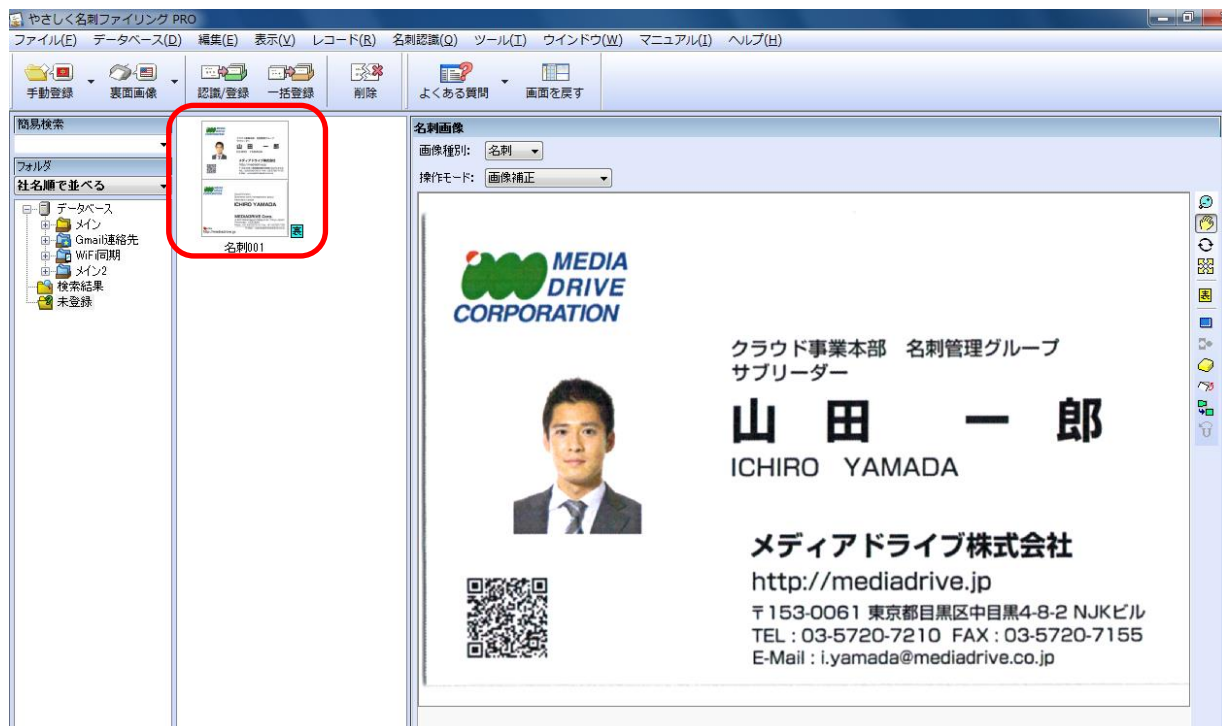 やさしく名刺ファイリング PRO
ファイル(F) データベース(D) 編集(E) 表示(V) レコード(R) 名刺認識(O) ツール(T) ウインドウ(W) マニュアル(I) ヘルプ(H)
手動登録 裏面画像 認識/登録 一括登録 削除 よくある質問 画面を戻す
簡易検索
フォルダ
社名順で並べる
データベース
メイン
Gmail連絡先
WiFi同期
メイン2
検索結果
未登録
山田 一郎
ICHIRO YAMADA
裏
名刺001
名刺画像
画像種別: 名刺
操作モード: 画像補正
MEDIA
DRIVE
CORPORATION
クラウド事業本部 名刺管理グループ
サブリーダー
山田 一郎
ICHIRO YAMADA
メディアドライブ株式会社
http://mediadrive.jp
〒153-0061 東京都目黒区中目黒4-8-2 NJKビル
TEL : 03-5720-7210 FAX : 03-5720-7155
E-Mail : i.yamada@mediadrive.co.jp
表